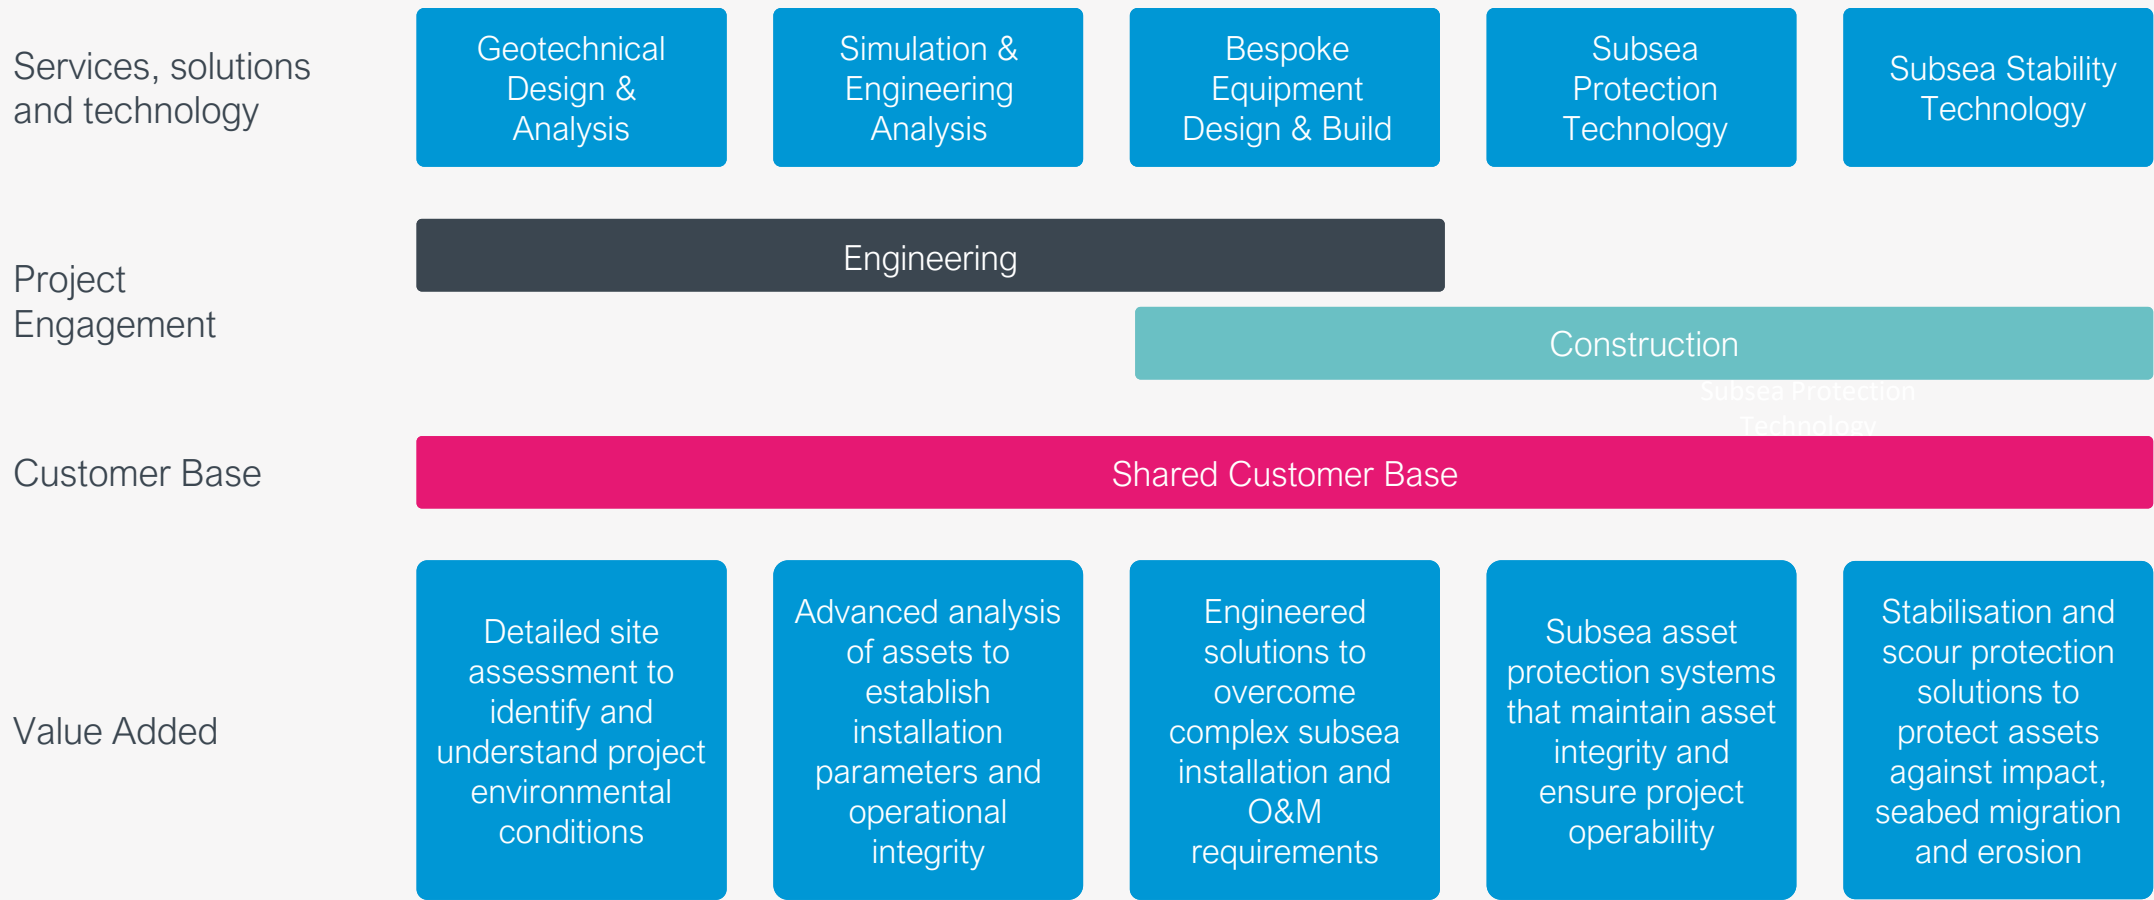 Services, solutions
and technology
Geotechnical
Design &
Analysis
Simulation &
Engineering
Analysis
Bespoke
Equipment
Design & Build
Subsea
Protection
Technology
Subsea Stability
Technology
Project
Engagement
Engineering
Construction
Subsea Protection
Technology
Customer Base
Shared Customer Base
Value Added
Detailed site
assessment to
identify and
understand project
environmental
conditions
Advanced analysis
of assets to
establish
installation
parameters and
operational
integrity
Engineered
solutions to
overcome
complex subsea
installation and
O&M
requirements
Subsea asset
protection systems
that maintain asset
integrity and
ensure project
operability
Stabilisation and
scour protection
solutions to
protect assets
against impact,
seabed migration
and erosion